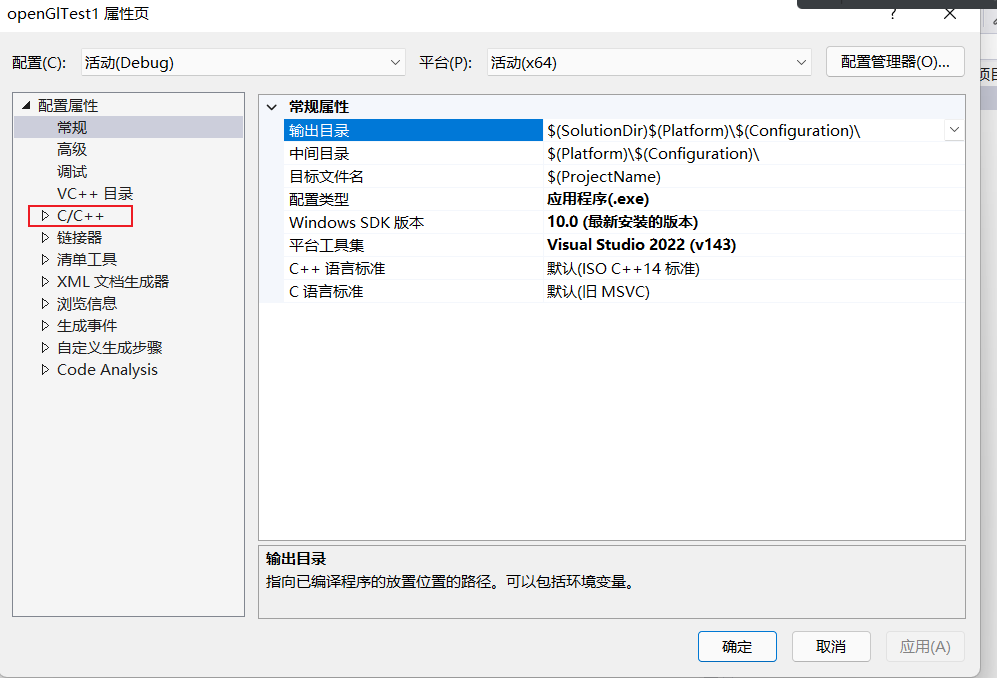 openGlTest1 属性页
?
配置(C): 活动(Debug) 平台(P): 活动(x64) 配置管理器(O)...
配置属性
常规
高级
调试
VC++ 目录
C/C++
链接器
清单工具
XML 文档生成器
浏览信息
生成事件
自定义生成步骤
Code Analysis
常规属性
输出目录 $(SolutionDir)$(Platform)\$(Configuration)\
中间目录 $(Platform)\$(Configuration)\
目标文件名 $(ProjectName)
配置类型 应用程序(.exe)
Windows SDK 版本 10.0 (最新安装的版本)
平台工具集 Visual Studio 2022 (v143)
C++ 语言标准 默认(ISO C++14 标准)
C 语言标准 默认(旧 MSVC)
输出目录
指向已编译程序的放置位置的路径。可以包括环境变量。
确定 取消 应用(A)